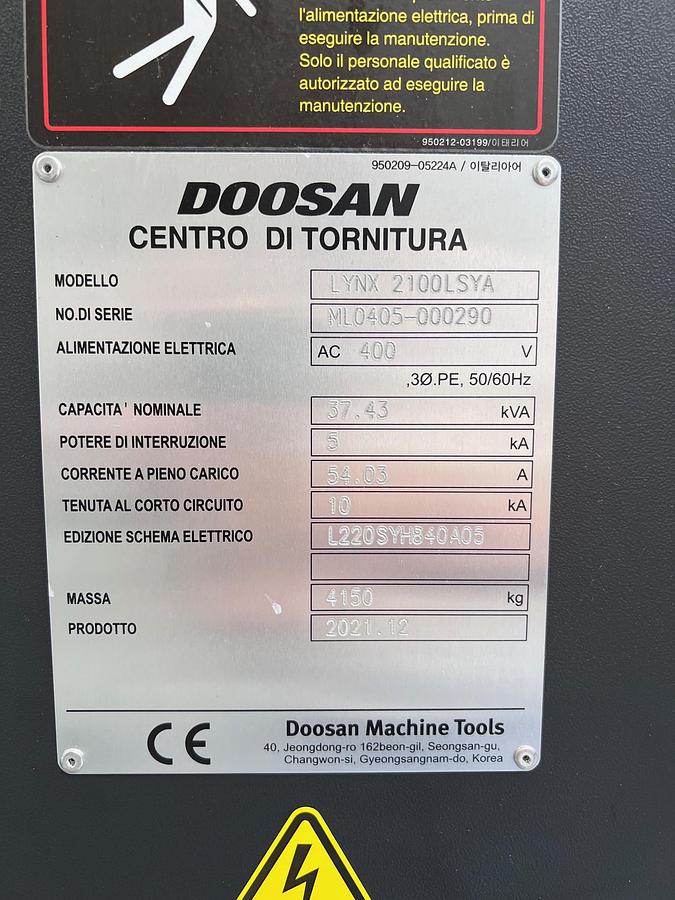 l'alimentazione elettrica, prima di
eseguire la manutenzione.
Solo il personale qualificato è
autorizzato ad eseguire la
manutenzione.
950212-03199/이태리어
950209-05224A / 이탈리아어
DOOSAN
CENTRO DI TORNITURA
MODELLO LYNX 2100LSYA
NO.DI SERIE ML0405-000290
ALIMENTAZIONE ELETTRICA AC 400 V
,3Ø.PE, 50/60Hz
CAPACITA' NOMINALE 37.43 kVA
POTERE DI INTERRUZIONE 5 kA
CORRENTE A PIENO CARICO 54.03 A
TENUTA AL CORTO CIRCUITO 10 kA
EDIZIONE SCHEMA ELETTRICO L220SYH840A05
MASSA 4150 kg
PRODOTTO 2021.12
CE
Doosan Machine Tools
40, Jeongdong-ro 162beon-gil, Seongsan-gu,
Changwon-si, Gyeongsangnam-do, Korea